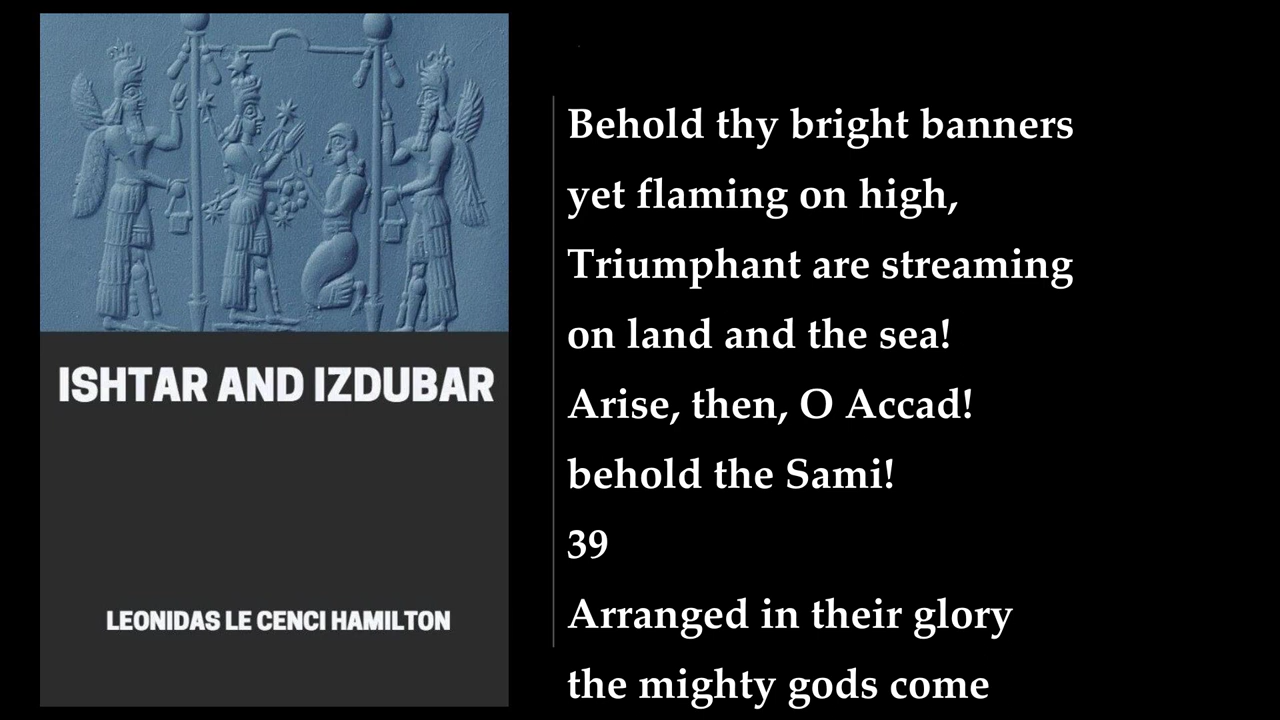 ISHTAR AND IZDUBAR
LEONIDAS LE CENCI HAMILTON
Behold thy bright banners
yet flaming on high,
Triumphant are streaming
on land and the sea!
Arise, then, O Accad!
behold the Sami!
39
Arranged in their glory
the mighty gods come